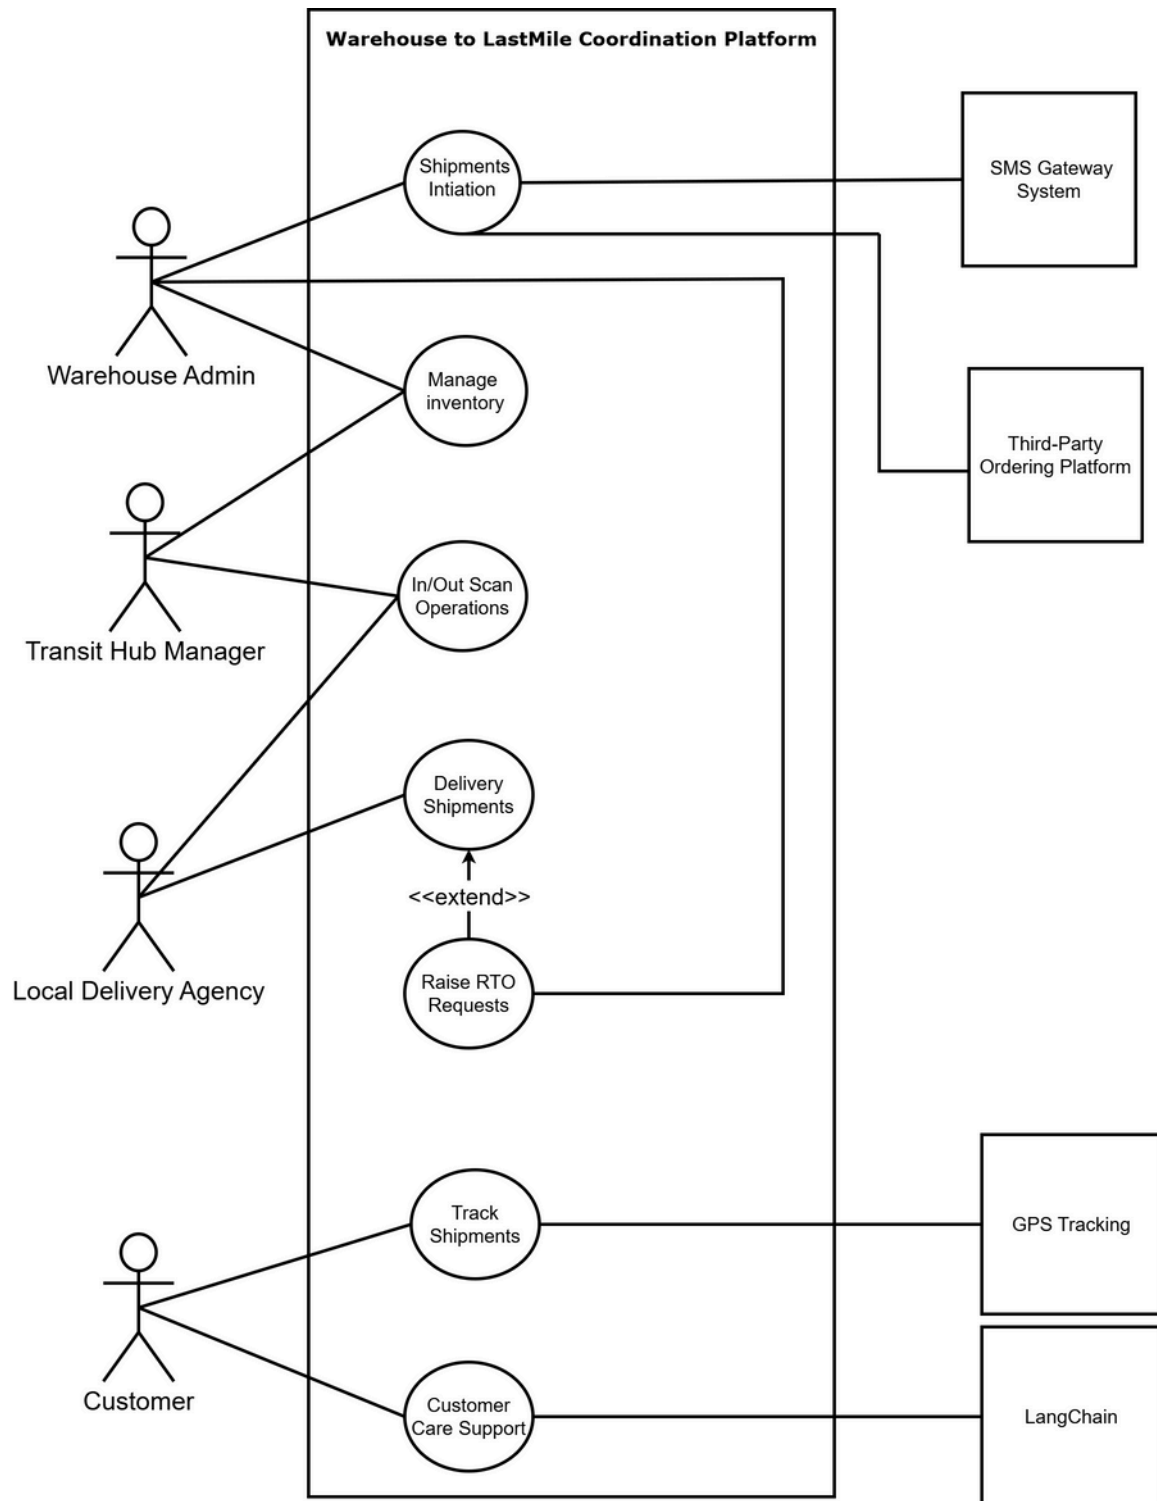 Warehouse to LastMile Coordination Platform
Shipments
Intiation
SMS Gateway
System
Warehouse Admin
Manage
inventory
Third-Party
Ordering Platform
Transit Hub Manager
In/Out Scan
Operations
Delivery
Shipments
<<extend>>
Local Delivery Agency
Raise RTO
Requests
Track
Shipments
GPS Tracking
Customer
Customer
Care Support
LangChain